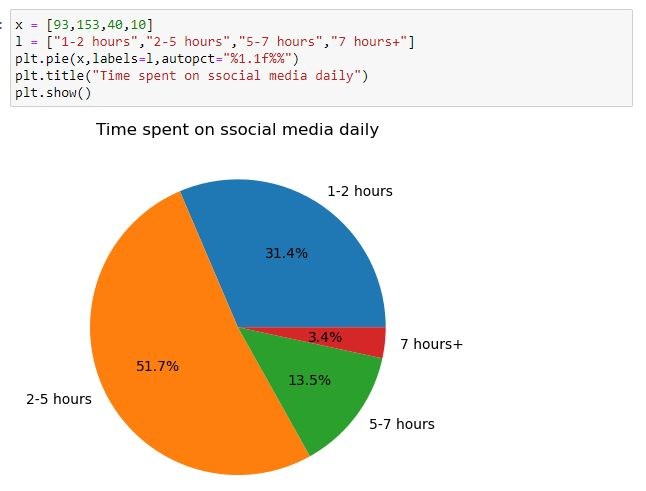 : x = [93,153,40,10]
l = ["1-2 hours","2-5 hours","5-7 hours","7 hours+"]
plt.pie(x,labels=l,autopct="%1.1f%%")
plt.title("Time spent on ssocial media daily")
plt.show()
Time spent on ssocial media daily
1-2 hours
31.4%
3.4%
7 hours+
51.7%
13.5%
2-5 hours
5-7 hours